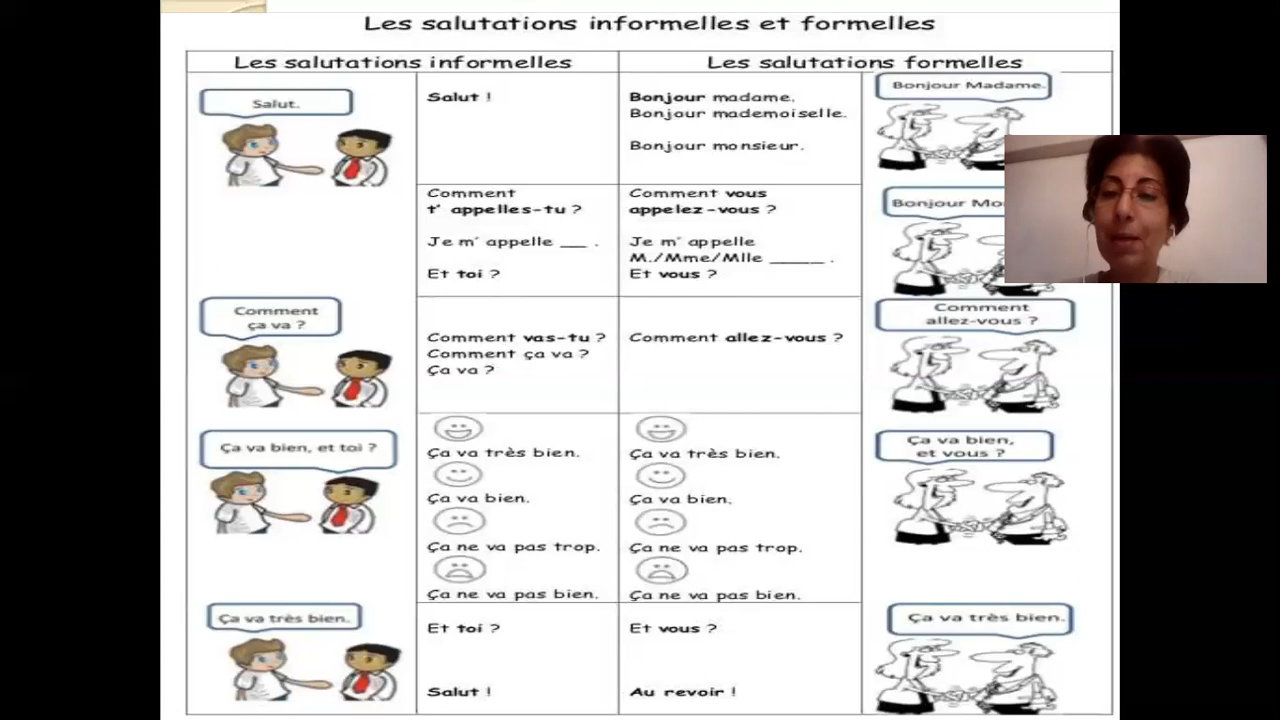 Les salutations informelles et formelles
Les salutations informelles
Les salutations formelles
Salut.
Salut !
Bonjour madame.
Bonjour mademoiselle.
Bonjour monsieur.
Bonjour Madame.
Comment
t' appelles-tu ?
Je m' appelle ___ .
Et toi ?
Comment vous
appelez-vous ?
Je m' appelle
M./Mme/Mlle _____ .
Et vous ?
Bonjour
Comment
ça va ?
Comment vas-tu ?
Comment ça va ?
Ça va ?
Comment allez-vous ?
Comment
allez-vous ?
Ça va bien, et toi ?
Ça va très bien.
Ça va bien.
Ça ne va pas trop.
Ça ne va pas bien.
Ça va très bien.
Ça va bien.
Ça ne va pas trop.
Ça ne va pas bien.
Ça va bien,
et vous ?
Ça va très bien.
Et toi ?
Salut !
Et vous ?
Au revoir !
Ça va très bien.